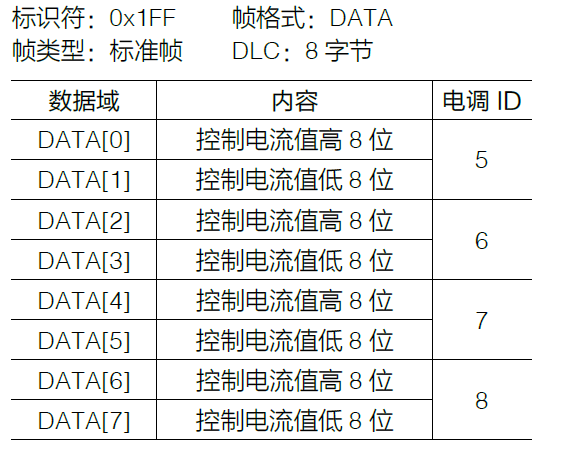 标识符：0x1FF 帧格式：DATA
帧类型：标准帧 DLC：8 字节
数据域 内容 电调 ID
DATA[0] 控制电流值高 8 位 5
DATA[1] 控制电流值低 8 位
DATA[2] 控制电流值高 8 位 6
DATA[3] 控制电流值低 8 位
DATA[4] 控制电流值高 8 位 7
DATA[5] 控制电流值低 8 位
DATA[6] 控制电流值高 8 位 8
DATA[7] 控制电流值低 8 位